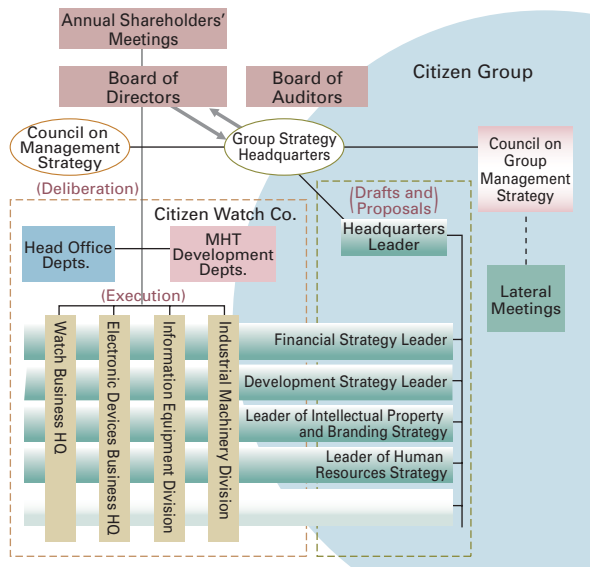 Annual Shareholders'
Meetings
Board of
Directors
Board of
Auditors
Citizen Group
Council on
Management
Strategy
Group Strategy
Headquarters
Council on
Group
Management
Strategy
(Deliberation)
(Drafts and
Proposals)
Citizen Watch Co.
Headquarters
Leader
Head Office
Depts.
MHT
Development
Depts.
Lateral
Meetings
(Execution)
Watch Business HQ
Electronic Devices Business HQ
Information Equipment Division
Industrial Machinery Division
Financial Strategy Leader
Development Strategy Leader
Leader of Intellectual Property
and Branding Strategy
Leader of Human
Resources Strategy